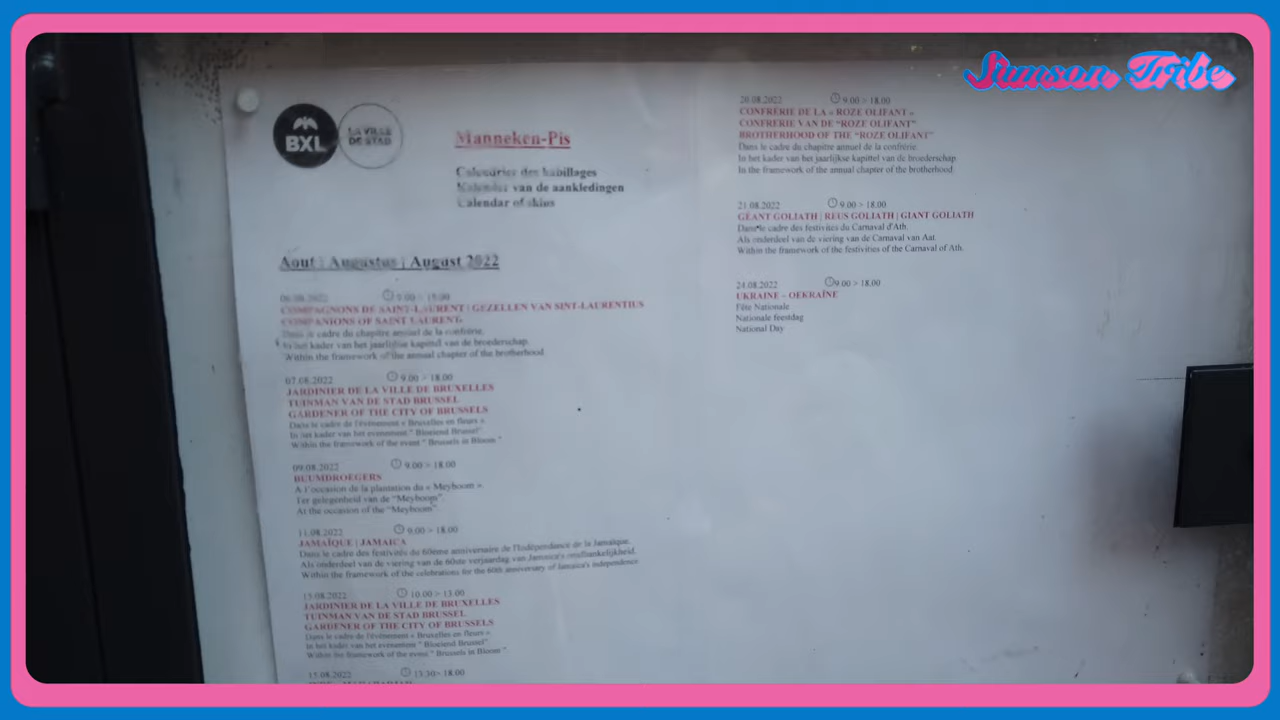 Samson Tribe
BXL
LA VILLE
DE STAD
Manneken-Pis
Calendrier des habillages
Kalender van de aankledingen
Calendar of skins
Aout | Augustus | August 2022
06.08.2022 9.00 > 18.00
COMPAGNONS DE SAINT-LAURENT | GEZELLEN VAN SINT-LAURENTIUS
COMPANIONS OF SAINT LAURENT
Dans le cadre du chapitre annuel de la confrérie.
In het kader van het jaarlijkse kapittel van de broederschap.
Within the framework of the annual chapter of the brotherhood
07.08.2022 9.00 > 18.00
JARDINIER DE LA VILLE DE BRUXELLES
TUINMAN VAN DE STAD BRUSSEL
GARDENER OF THE CITY OF BRUSSELS
Dans le cadre de l'événement « Bruxelles en fleurs ».
In het kader van het evenement " Bloeiend Brussel"
Within the framework of the event " Brussels in Bloom "
09.08.2022 9.00 > 18.00
BUUMDROEGERS
A l'occasion de la plantation du « Meyboom ».
Ter gelegenheid van de "Meyboom".
At the occasion of the "Meyboom"
11.08.2022 9.00 > 18.00
JAMAÏQUE | JAMAICA
Dans le cadre des festivités du 60ème anniversaire de l'Indépendance de la Jamaïque.
Als onderdeel van de viering van de 60ste verjaardag van Jamaica's onafhankelijkheid.
Within the framework of the celebrations for the 60th anniversary of Jamaica's independence
15.08.2022 10.00 > 13.00
JARDINIER DE LA VILLE DE BRUXELLES
TUINMAN VAN DE STAD BRUSSEL
GARDENER OF THE CITY OF BRUSSELS
Dans le cadre de l'événement « Bruxelles en fleurs ».
In het kader van het evenement " Bloeiend Brussel"
Within the framework of the event " Brussels in Bloom "
15.08.2022 13.30> 18.00
20.08.2022 9.00 > 18.00
CONFRERIE DE LA « ROZE OLIFANT »
CONFRERIE VAN DE "ROZE OLIFANT"
BROTHERHOOD OF THE "ROZE OLIFANT"
Dans le cadre du chapitre annuel de la confrérie.
In het kader van het jaarlijkse kapittel van de broederschap
In the framework of the annual chapter of the brotherhood
21.08.2022 9.00 > 18.00
GÉANT GOLIATH | REUS GOLIATH | GIANT GOLIATH
Dans le cadre des festivités du Carnaval d'Ath.
Als onderdeel van de viering van de Carnaval van Aat.
Within the framework of the festivities of the Carnaval of Ath.
24.08.2022 9.00 > 18.00
UKRAINE – OEKRAÏNE
Fête Nationale
Nationale feestdag
National Day